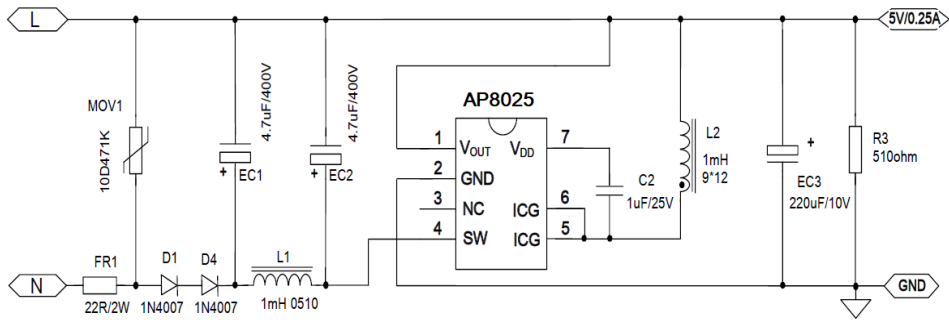 L
5V/0.25A
MOV1
10D471K
4.7uF/400V
+ EC1
4.7uF/400V
+ EC2
AP8025
1 VOUT VDD 7
2 GND
3 NC ICG 6
4 SW ICG 5
C2
1uF/25V
L2
1mH
9*12
+
EC3
220uF/10V
R3
510ohm
N
FR1
22R/2W
D1
1N4007
D4
1N4007
L1
1mH 0510
GND